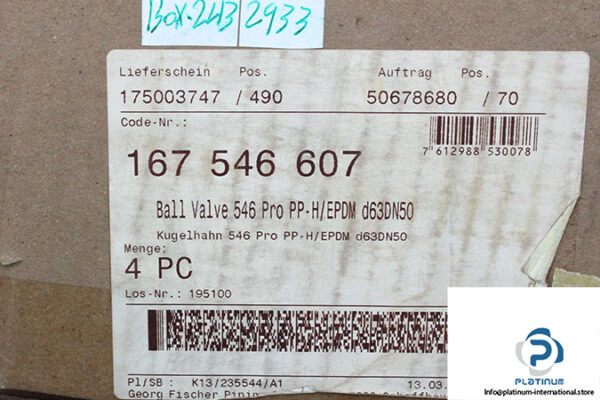 BOX-243 2933
Lieferschein Pos. Auftrag Pos.
175003747 / 490 50678680 / 70
Code-Nr.:
7 612988 530078
167 546 607
Ball Valve 546 Pro PP-H/EPDM d63DN50
Kugelhahn 546 Pro PP-H/EPDM d63DN50
Menge:
4 PC
Los-Nr.: 195100
Pl/SB : K13/235544/A1 13.03.
Georg Fischer
PLATINUM
Info@platinum-international.store